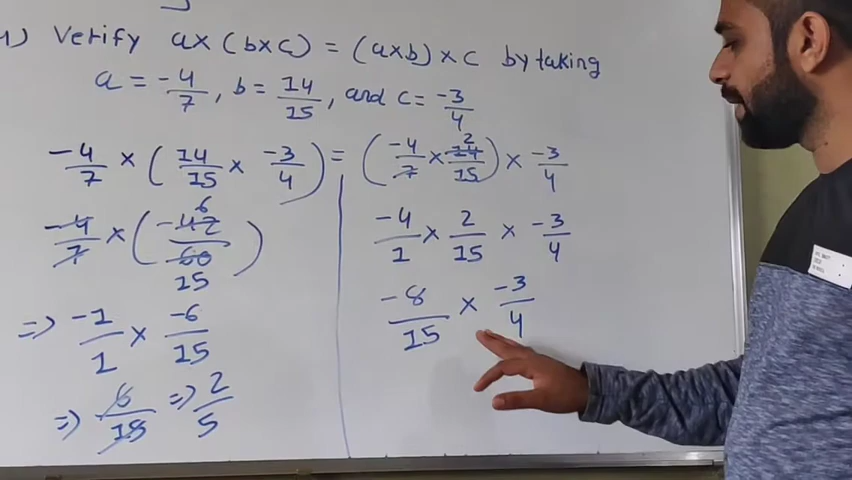 1) Verify a×(b×c) = (a×b)×c by taking
a = -4/7, b = 14/15, and c = -3/4
-4/7 × (14/15 × -3/4) = (-4/7 × 14/15) × -3/4
2
-4/7 × (-42/60)
6
15
-4/1 × 2/15 × -3/4
=> -1/1 × -6/15
-8/15 × -3/4
=> 6/15 => 2/5